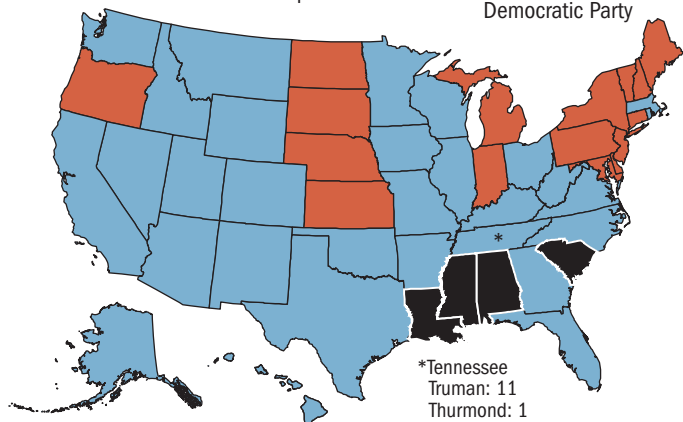 Democratic Party
*
*Tennessee
Truman: 11
Thurmond: 1